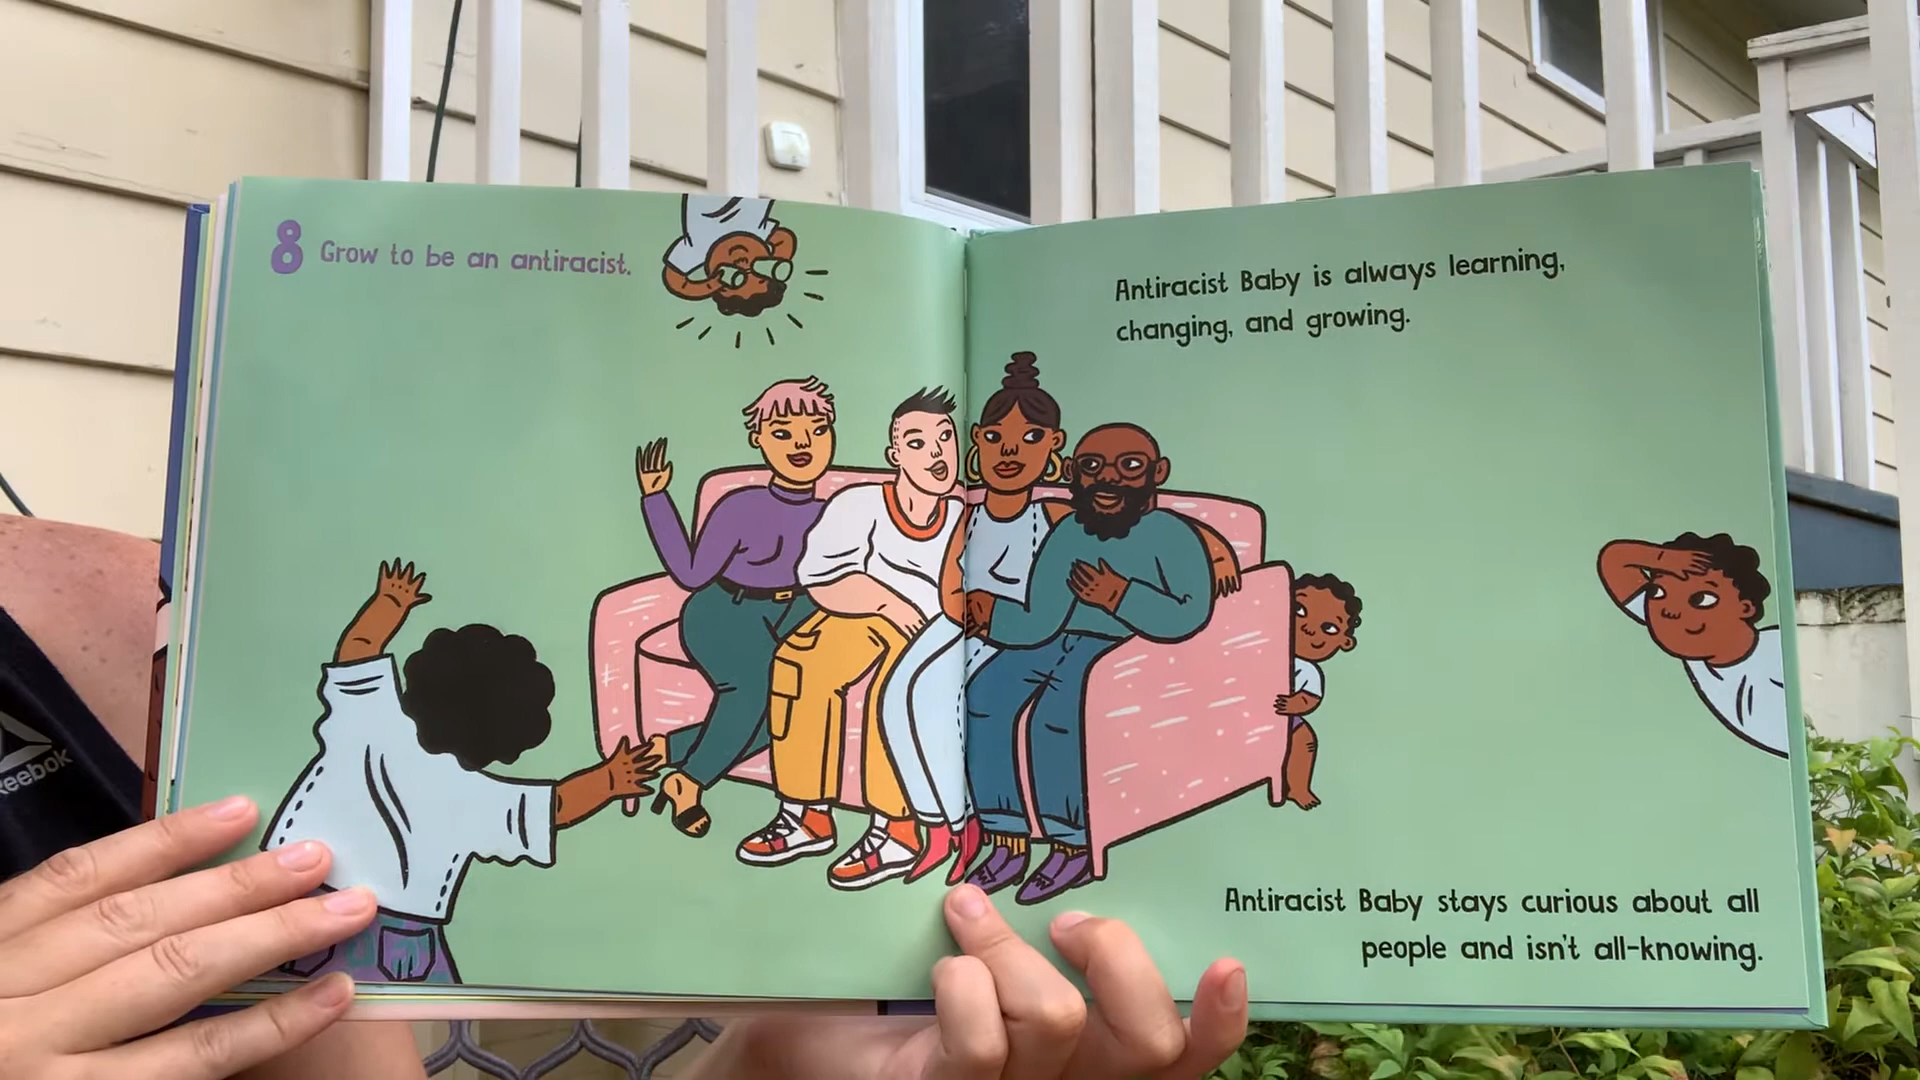 8 Grow to be an antiracist.
Antiracist Baby is always learning,
changing, and growing.
Antiracist Baby stays curious about all
people and isn't all-knowing.
Reebok